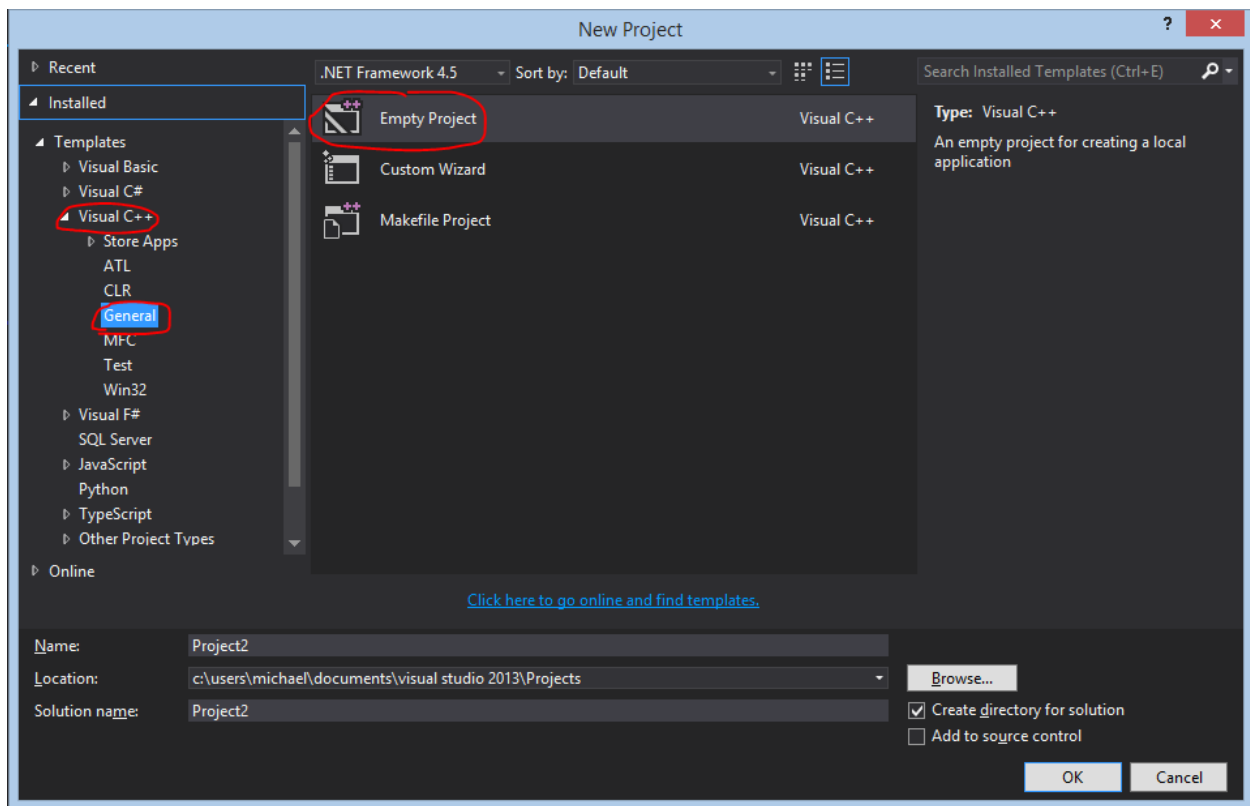 New Project
?
×
Recent
Installed
Templates
Visual Basic
Visual C#
Visual C++
Store Apps
ATL
CLR
General
MFC
Test
Win32
Visual F#
SQL Server
JavaScript
Python
TypeScript
Other Project Types
Online
.NET Framework 4.5 Sort by: Default
Empty Project Visual C++
Custom Wizard Visual C++
Makefile Project Visual C++
Click here to go online and find templates.
Search Installed Templates (Ctrl+E)
Type: Visual C++
An empty project for creating a local
application
Name: Project2
Location: c:\users\michael\documents\visual studio 2013\Projects
Solution name: Project2
Browse...
Create directory for solution
Add to source control
OK Cancel